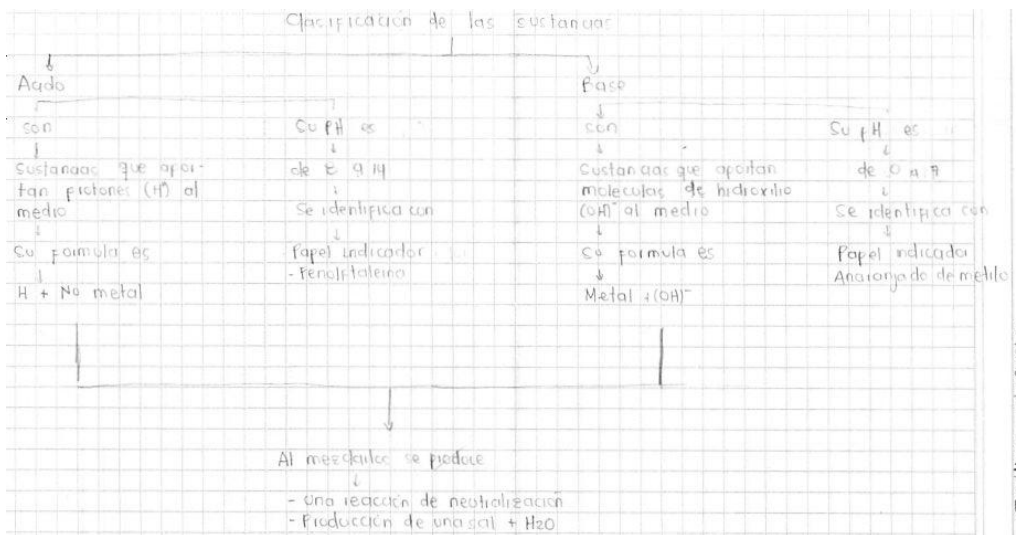 Clasificación de las sustancias
Acido
Base
son
Su pH es
son
Su pH es
Sustancias que apor-
tan protones (H⁺) al
medio
de 8 a 14
Sustancias que aportan
moleculas de hidroxilio
(OH)⁻ al medio
de 0 a 7
Se identifica con
Se identifica con
Su formula es
Papel indicador
- Fenolftaleina
Su formula es
Papel indicador
Anaranjado de metilo
H + No metal
Metal + (OH)⁻
Al mezclarlos se produce
- Una reacción de neutralización
- Producción de una sal + H2O